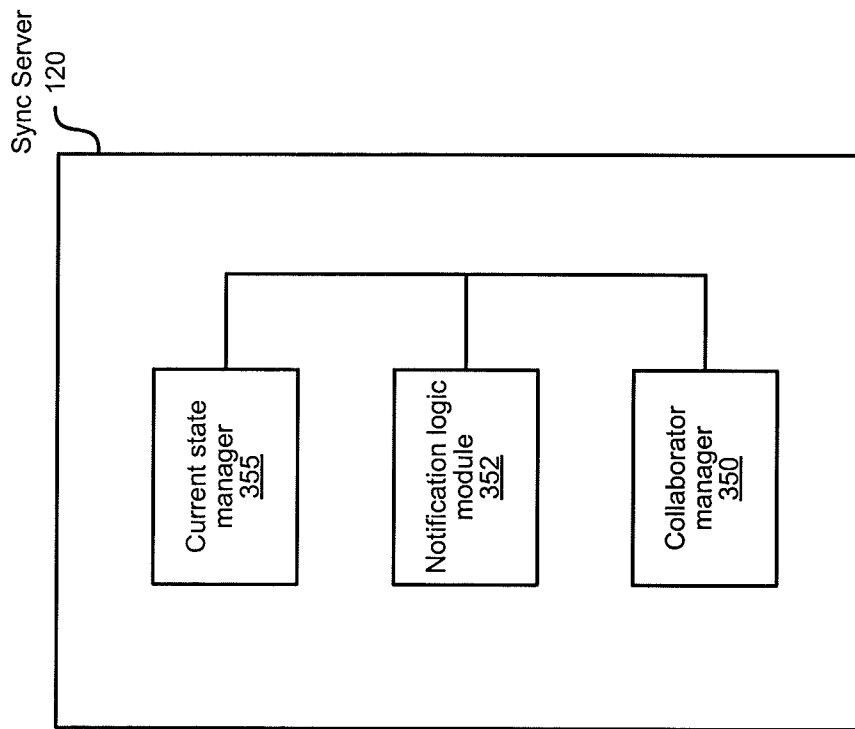 Sync Server
120
Collaborator
manager
350
Notification logic
module
352
Current state
manager
355